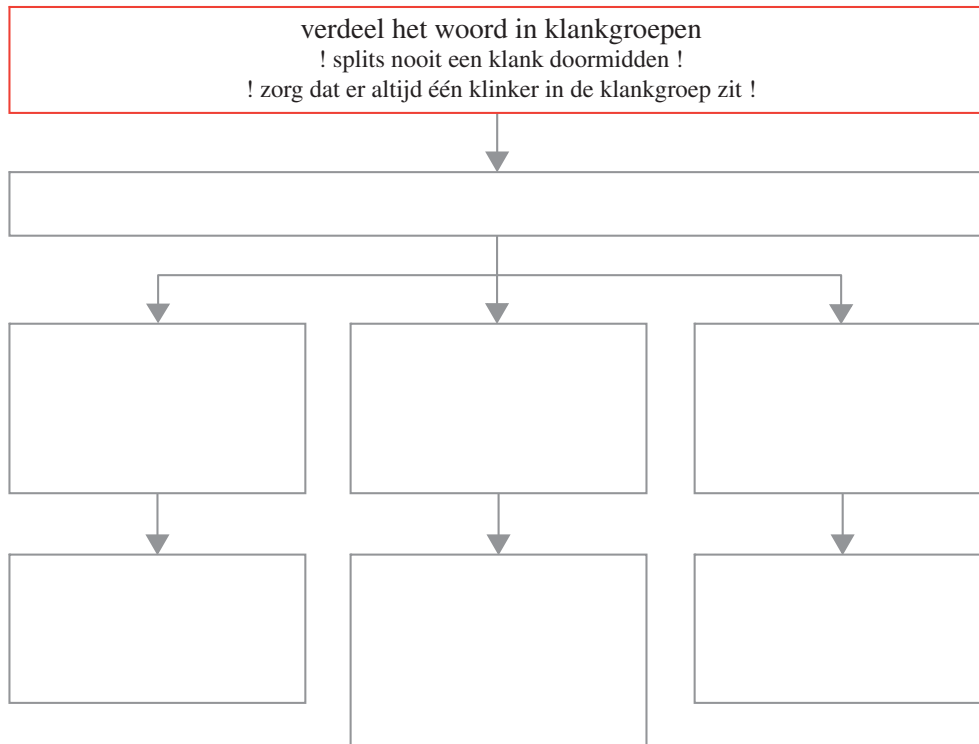 verdeel het woord in klankgroepen
! splits nooit een klank doormidden !
! zorg dat er altijd één klinker in de klankgroep zit !